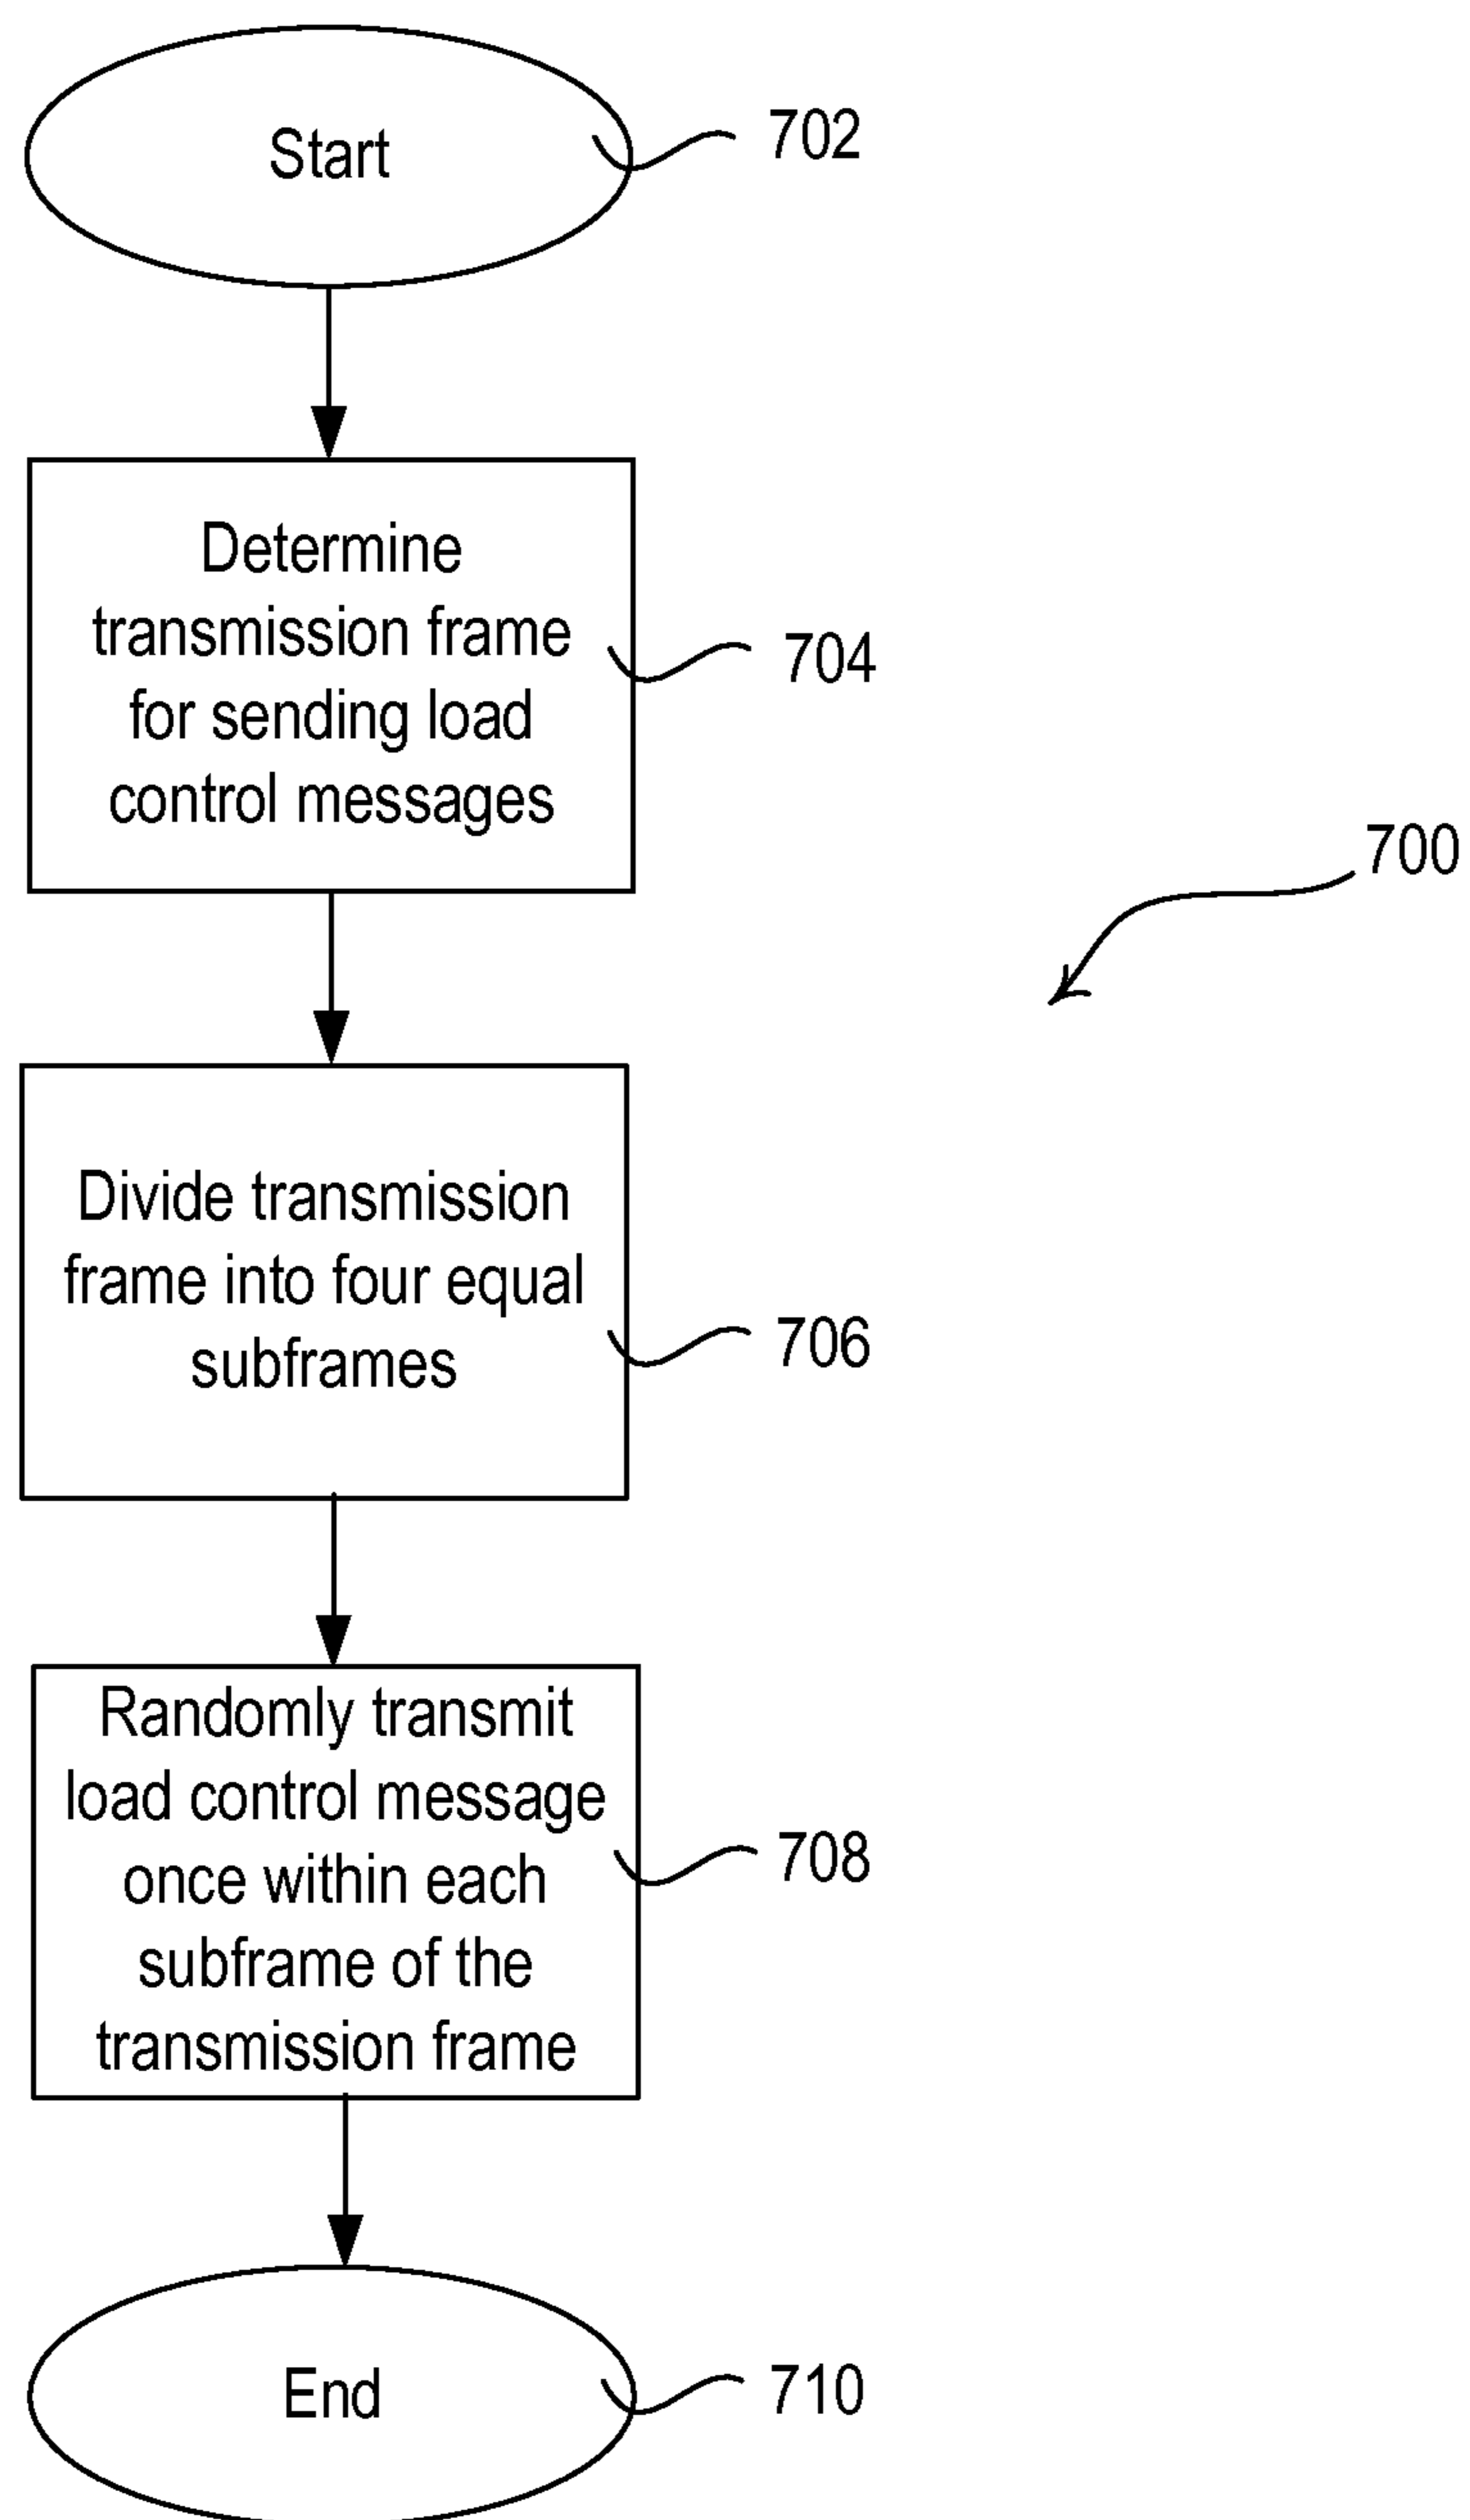 Start
702
Determine
transmission frame
for sending load
control messages
704
700
Divide transmission
frame into four equal
subframes
706
Randomly transmit
load control message
once within each
subframe of the
transmission frame
708
End
710